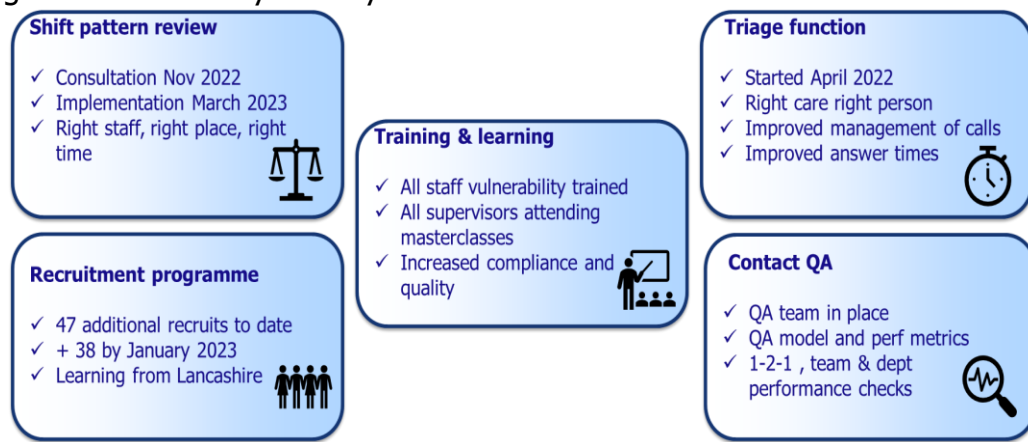 Shift pattern review
✓ Consultation Nov 2022
✓ Implementation March 2023
✓ Right staff, right place, right
time
Recruitment programme
✓ 47 additional recruits to date
✓ + 38 by January 2023
✓ Learning from Lancashire
Training & learning
✓ All staff vulnerability trained
✓ All supervisors attending
masterclasses
✓ Increased compliance and
quality
Triage function
✓ Started April 2022
✓ Right care right person
✓ Improved management of calls
✓ Improved answer times
Contact QA
✓ QA team in place
✓ QA model and perf metrics
✓ 1-2-1 , team & dept
performance checks